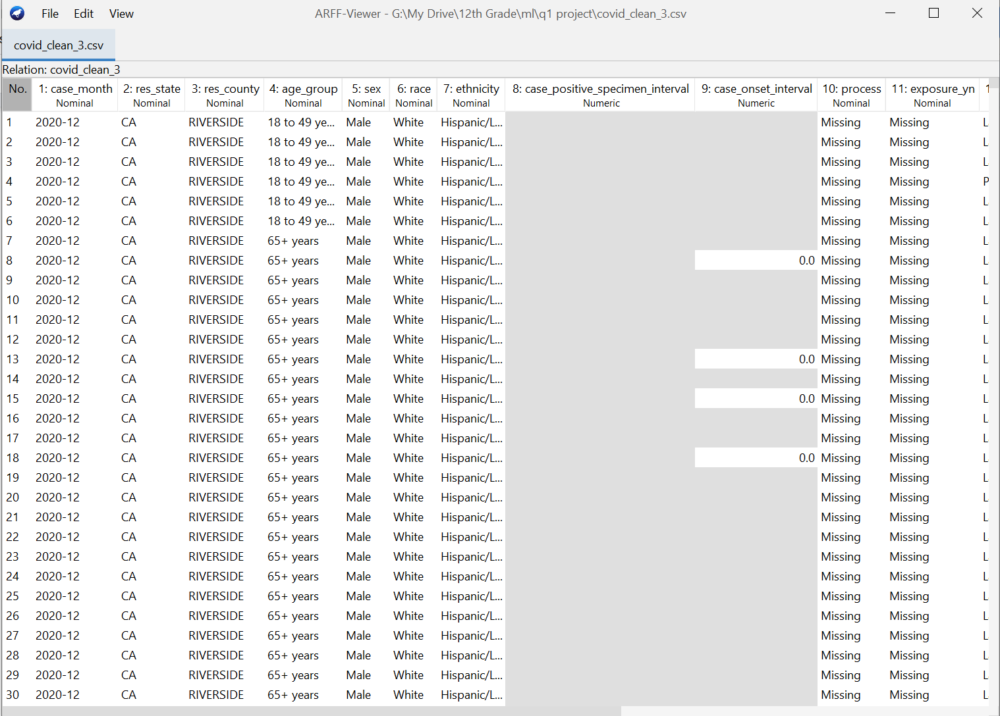 File Edit View ARFF-Viewer - G:\My Drive\12th Grade\ml\q1 project\covid_clean_3.csv
covid_clean_3.csv
Relation: covid_clean_3
No. 1: case_month 2: res_state 3: res_county 4: age_group 5: sex 6: race 7: ethnicity 8: case_positive_specimen_interval 9: case_onset_interval 10: process 11: exposure_yn 1
Nominal Nominal Nominal Nominal Nominal Nominal Nominal Numeric Numeric Nominal Nominal
1 2020-12 CA RIVERSIDE 18 to 49 ye... Male White Hispanic/L... Missing Missing L
2 2020-12 CA RIVERSIDE 18 to 49 ye... Male White Hispanic/L... Missing Missing L
3 2020-12 CA RIVERSIDE 18 to 49 ye... Male White Hispanic/L... Missing Missing L
4 2020-12 CA RIVERSIDE 18 to 49 ye... Male White Hispanic/L... Missing Missing P
5 2020-12 CA RIVERSIDE 18 to 49 ye... Male White Hispanic/L... Missing Missing L
6 2020-12 CA RIVERSIDE 18 to 49 ye... Male White Hispanic/L... Missing Missing L
7 2020-12 CA RIVERSIDE 65+ years Male White Hispanic/L... Missing Missing L
8 2020-12 CA RIVERSIDE 65+ years Male White Hispanic/L... 0.0 Missing Missing L
9 2020-12 CA RIVERSIDE 65+ years Male White Hispanic/L... Missing Missing L
10 2020-12 CA RIVERSIDE 65+ years Male White Hispanic/L... Missing Missing L
11 2020-12 CA RIVERSIDE 65+ years Male White Hispanic/L... Missing Missing L
12 2020-12 CA RIVERSIDE 65+ years Male White Hispanic/L... Missing Missing L
13 2020-12 CA RIVERSIDE 65+ years Male White Hispanic/L... 0.0 Missing Missing L
14 2020-12 CA RIVERSIDE 65+ years Male White Hispanic/L... Missing Missing L
15 2020-12 CA RIVERSIDE 65+ years Male White Hispanic/L... 0.0 Missing Missing L
16 2020-12 CA RIVERSIDE 65+ years Male White Hispanic/L... Missing Missing L
17 2020-12 CA RIVERSIDE 65+ years Male White Hispanic/L... Missing Missing L
18 2020-12 CA RIVERSIDE 65+ years Male White Hispanic/L... 0.0 Missing Missing L
19 2020-12 CA RIVERSIDE 65+ years Male White Hispanic/L... Missing Missing L
20 2020-12 CA RIVERSIDE 65+ years Male White Hispanic/L... Missing Missing L
21 2020-12 CA RIVERSIDE 65+ years Male White Hispanic/L... Missing Missing L
22 2020-12 CA RIVERSIDE 65+ years Male White Hispanic/L... Missing Missing L
23 2020-12 CA RIVERSIDE 65+ years Male White Hispanic/L... Missing Missing L
24 2020-12 CA RIVERSIDE 65+ years Male White Hispanic/L... Missing Missing L
25 2020-12 CA RIVERSIDE 65+ years Male White Hispanic/L... Missing Missing L
26 2020-12 CA RIVERSIDE 65+ years Male White Hispanic/L... Missing Missing L
27 2020-12 CA RIVERSIDE 65+ years Male White Hispanic/L... Missing Missing L
28 2020-12 CA RIVERSIDE 65+ years Male White Hispanic/L... Missing Missing L
29 2020-12 CA RIVERSIDE 65+ years Male White Hispanic/L... Missing Missing L
30 2020-12 CA RIVERSIDE 65+ years Male White Hispanic/L... Missing Missing L